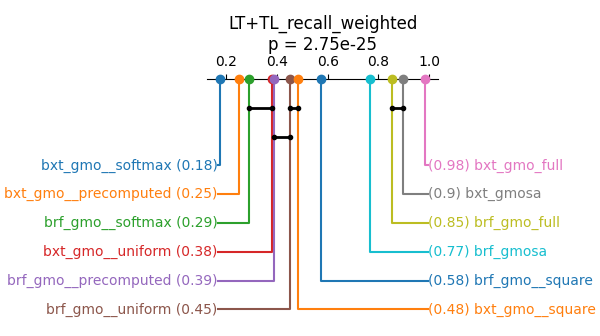 LT+TL_recall_weighted
p = 2.75e-25
0.2 0.4 0.6 0.8 1.0
bxt_gmo__softmax (0.18) (0.98) bxt_gmo_full
bxt_gmo__precomputed (0.25) (0.9) bxt_gmosa
brf_gmo__softmax (0.29) (0.85) brf_gmo_full
bxt_gmo__uniform (0.38) (0.77) brf_gmosa
brf_gmo__precomputed (0.39) (0.58) brf_gmo__square
brf_gmo__uniform (0.45) (0.48) bxt_gmo__square